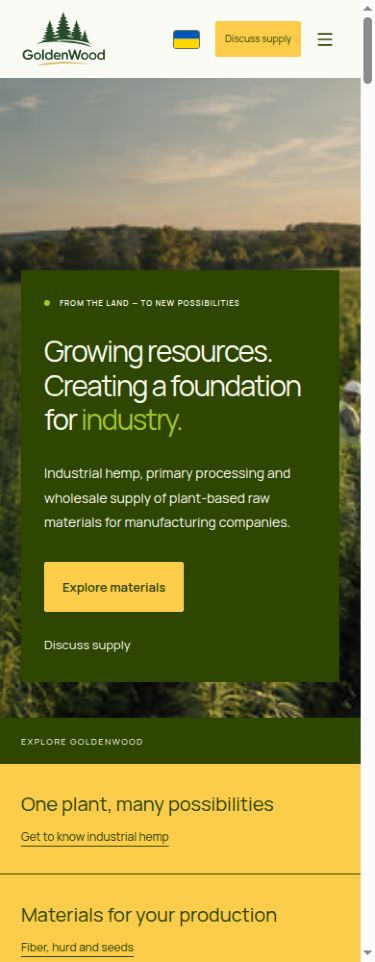 GoldenWood
Discuss supply
FROM THE LAND — TO NEW POSSIBILITIES
Growing resources.
Creating a foundation
for industry.
Industrial hemp, primary processing and
wholesale supply of plant-based raw
materials for manufacturing companies.
Explore materials
Discuss supply
EXPLORE GOLDENWOOD
One plant, many possibilities
Get to know industrial hemp
Materials for your production
Fiber, hurd and seeds